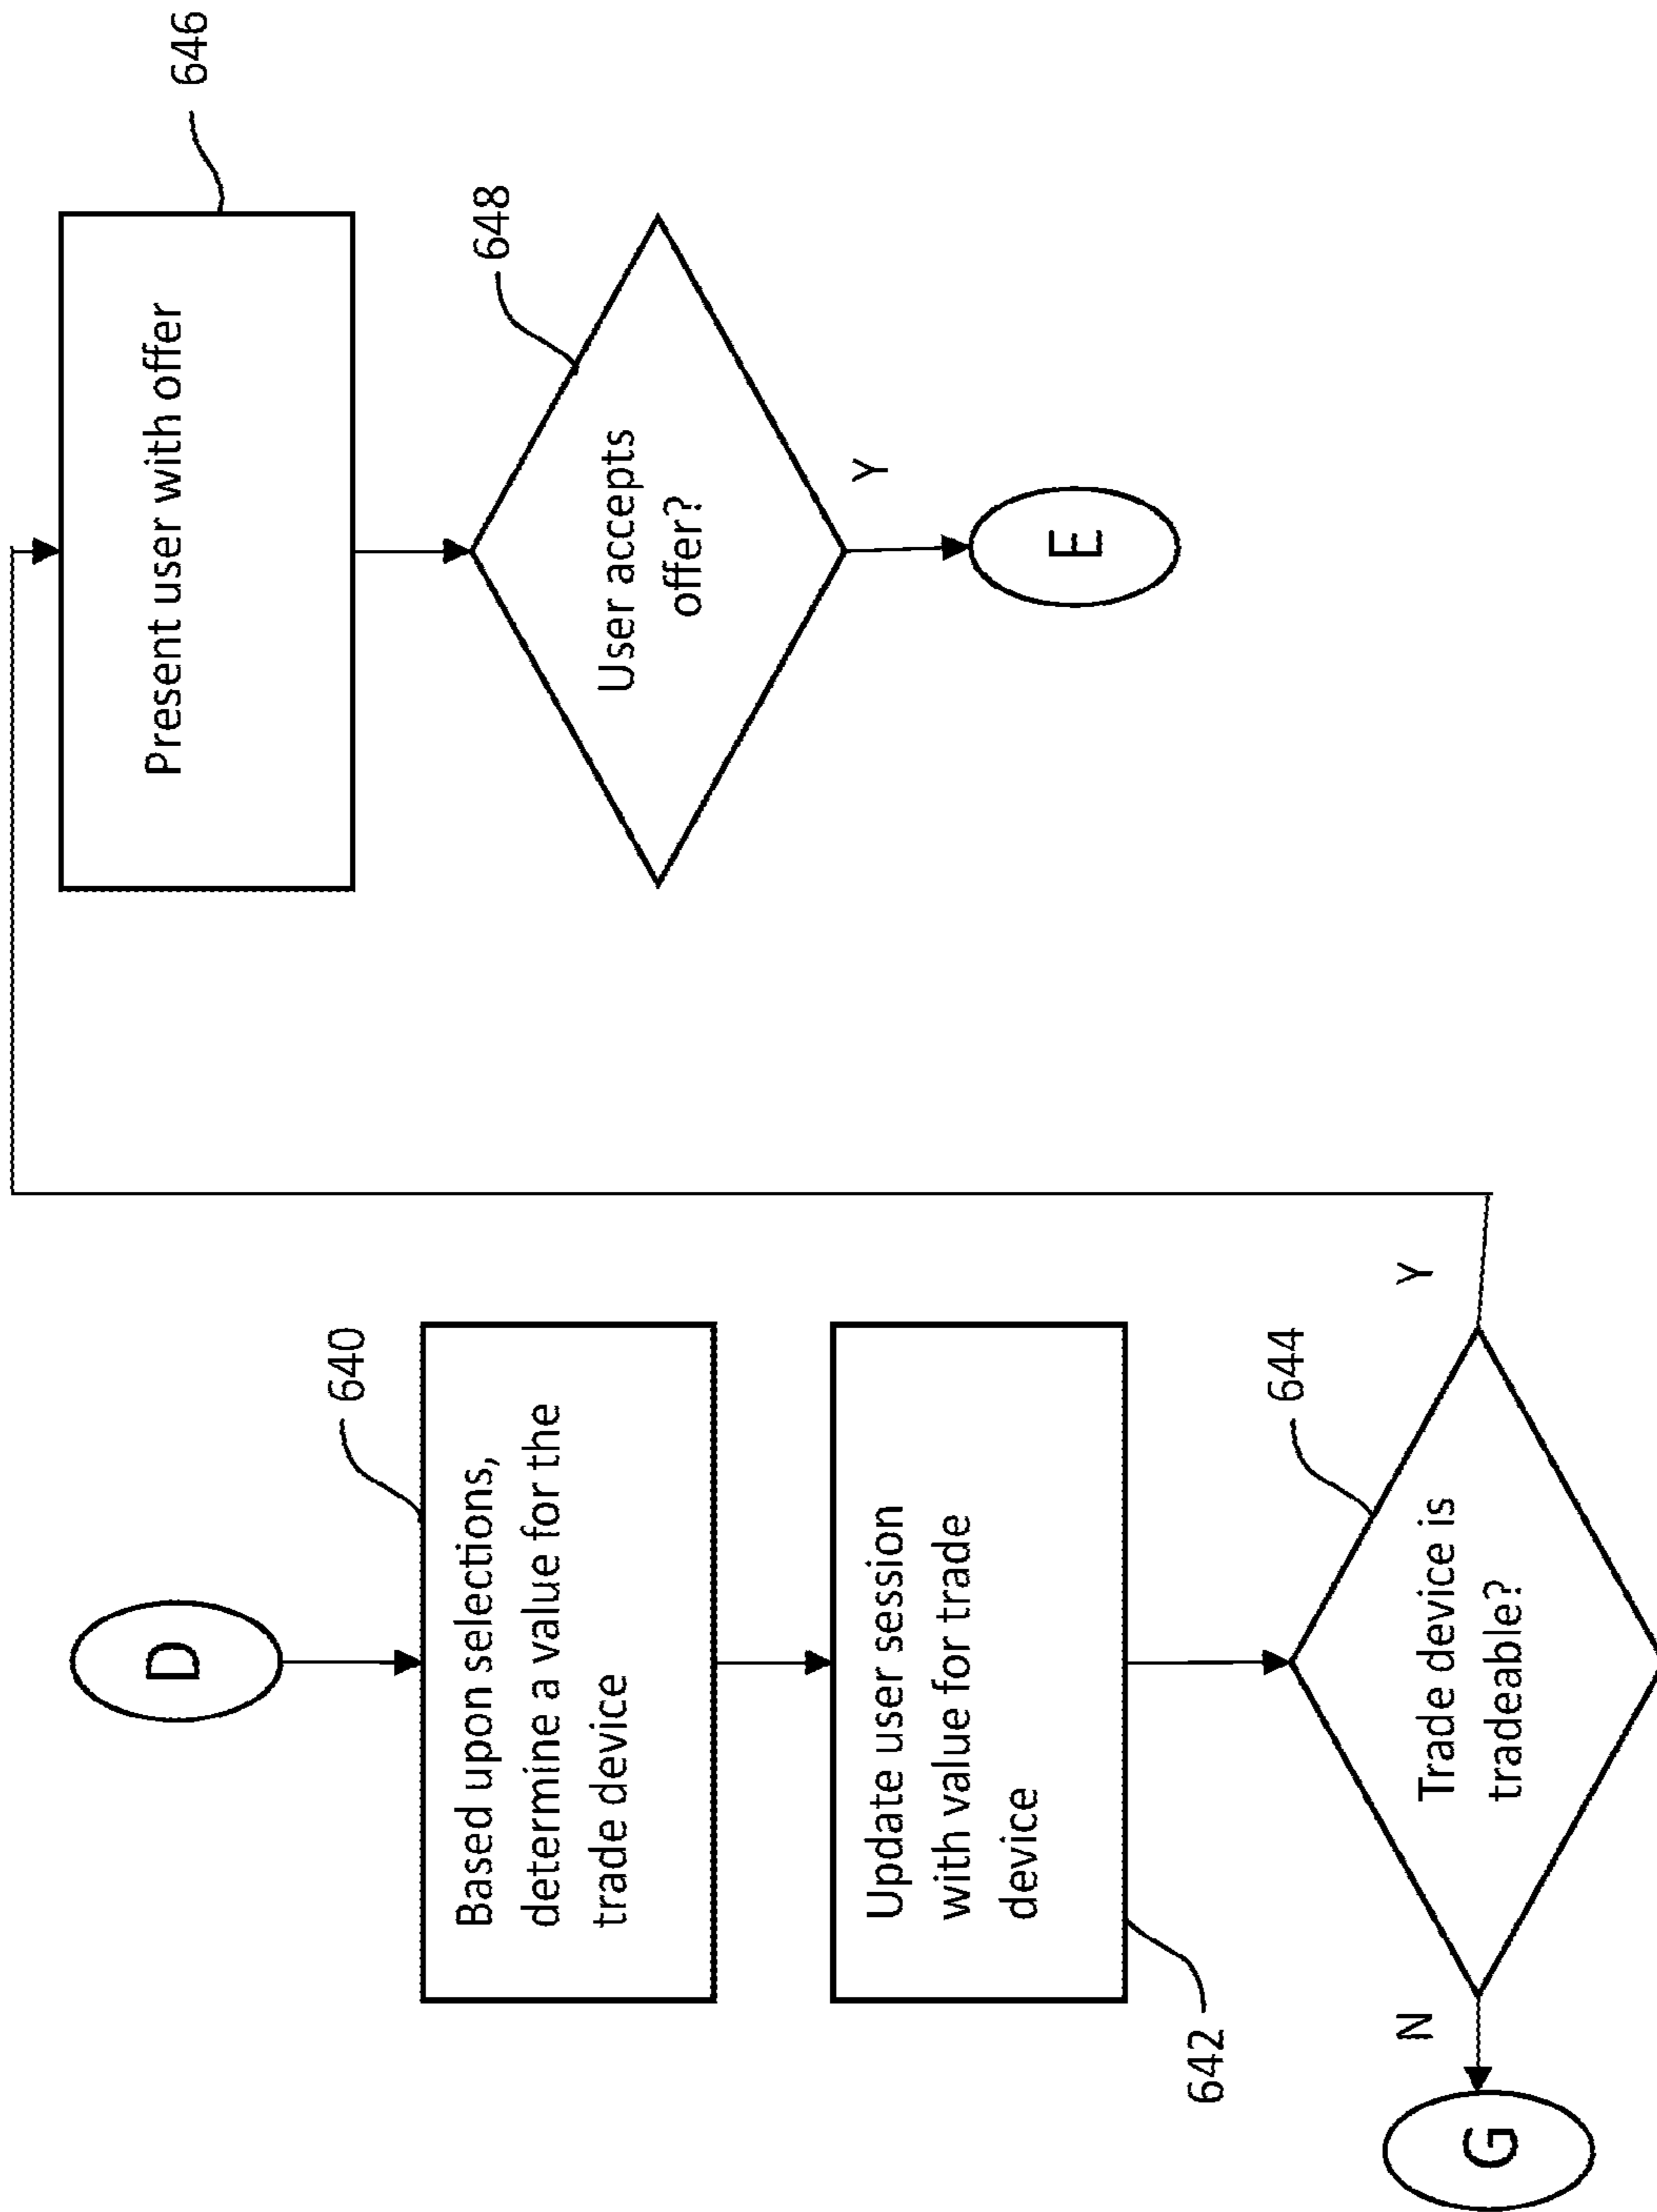 D
640
Based upon selections,
determine a value for the
trade device
Update user session
with value for trade
device
642
644
Trade device is
tradeable?
N
Y
G
646
Present user with offer
648
User accepts
offer?
Y
E